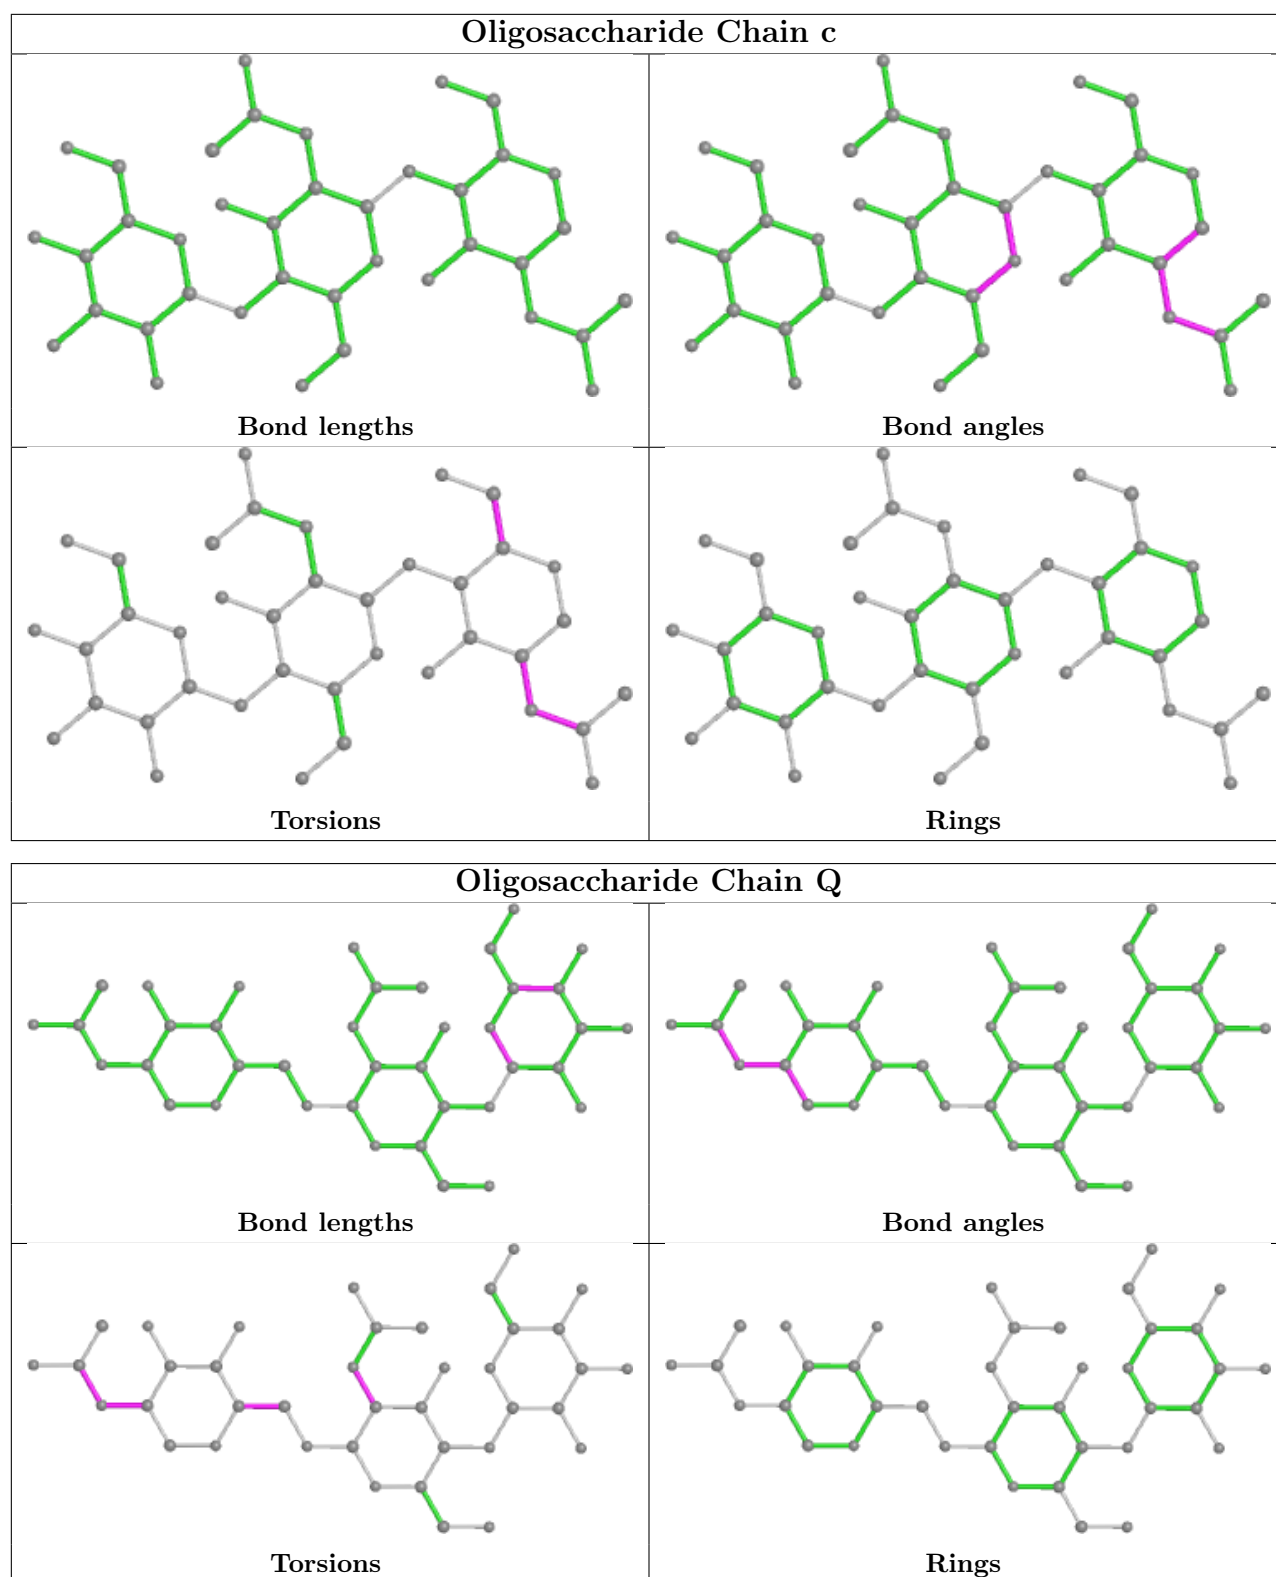 Oligosaccharide Chain c
Bond lengths
Bond angles
Torsions
Rings
Oligosaccharide Chain Q
Bond lengths
Bond angles
Torsions
Rings